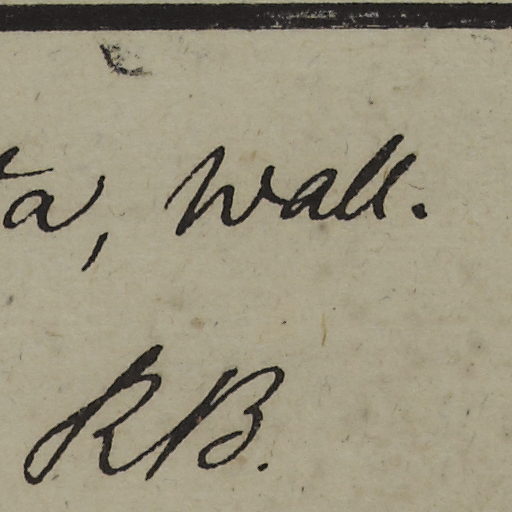 ta, Wall.
RB.